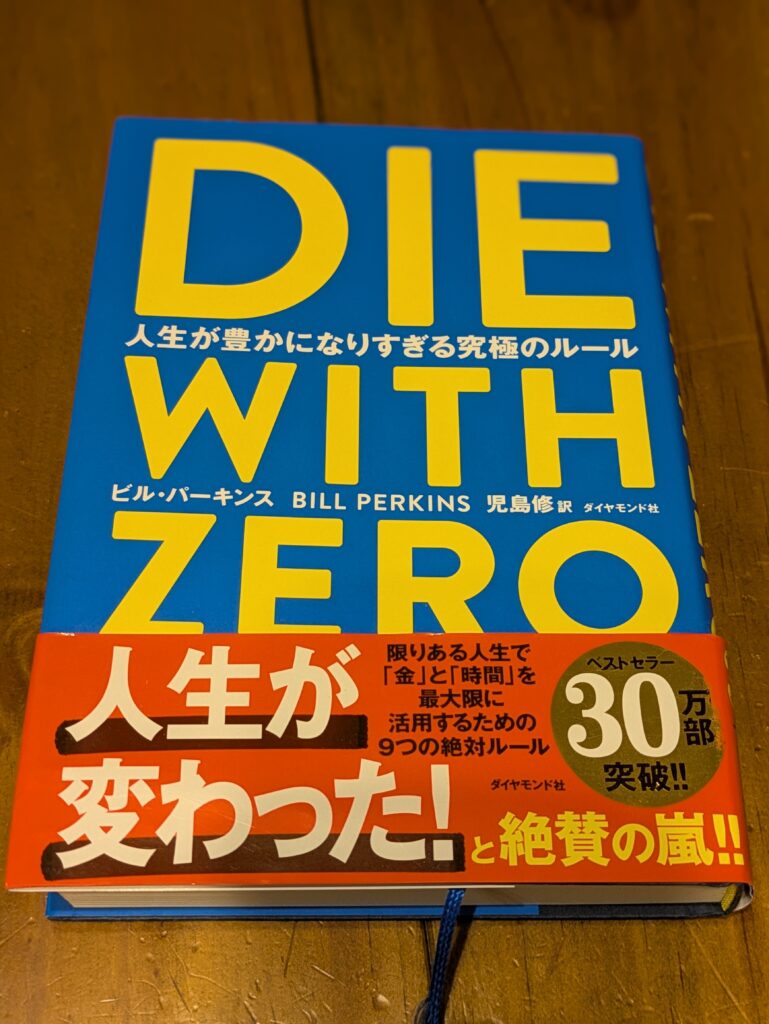 DIE
人生が豊かになりすぎる究極のルール
WITH
ビル・パーキンス BILL PERKINS 児島修 訳 ダイヤモンド社
ZERO
人生が
変わった!
と絶賛の嵐!!
限りある人生で
「金」と「時間」を
最大限に
活用するための
9つの絶対ルール
ダイヤモンド社
ベストセラー
30万部
突破!!